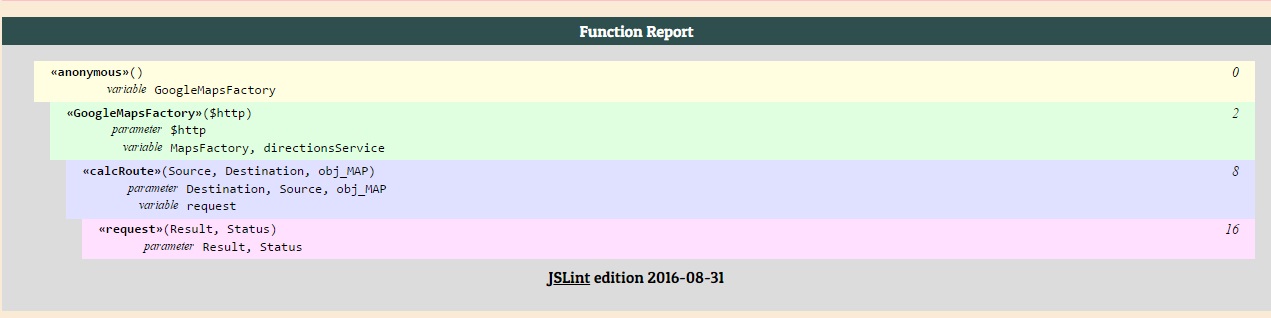 Function Report
«anonymous»() 0
variable GoogleMapsFactory
«GoogleMapsFactory»($http) 2
parameter $http
variable MapsFactory, directionsService
«calcRoute»(Source, Destination, obj_MAP) 8
parameter Destination, Source, obj_MAP
variable request
«request»(Result, Status) 16
parameter Result, Status
JSLint edition 2016-08-31